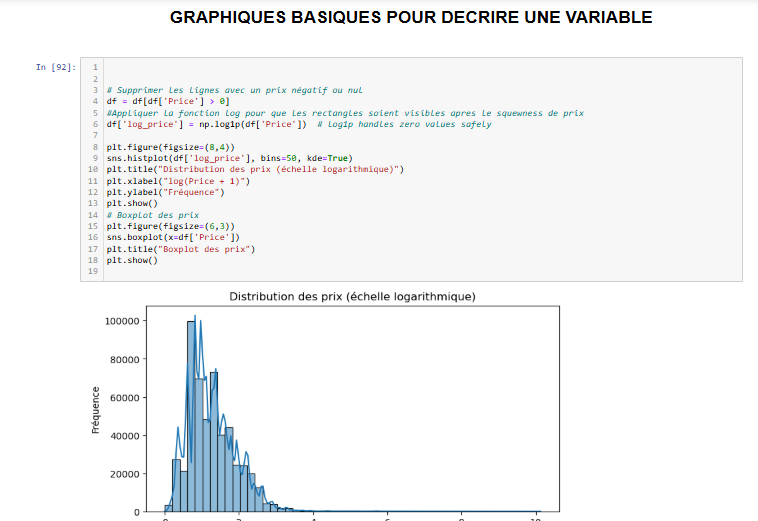 GRAPHIQUES BASIQUES POUR DECRIRE UNE VARIABLE
In [92]:
1
2
3 # Supprimer les lignes avec un prix négatif ou nul
4 df = df[df['Price'] > 0]
5 #Appliquer la fonction log pour que les rectangles soient visibles apres le squewness de prix
6 df['log_price'] = np.log1p(df['Price']) # log1p handles zero values safely
7
8 plt.figure(figsize=(8,4))
9 sns.histplot(df['log_price'], bins=50, kde=True)
10 plt.title("Distribution des prix (échelle logarithmique)")
11 plt.xlabel("log(Price + 1)")
12 plt.ylabel("Fréquence")
13 plt.show()
14 # Boxplot des prix
15 plt.figure(figsize=(6,3))
16 sns.boxplot(x=df['Price'])
17 plt.title("Boxplot des prix")
18 plt.show()
19
Distribution des prix (échelle logarithmique)
100000
80000
60000
40000
20000
0
Fréquence